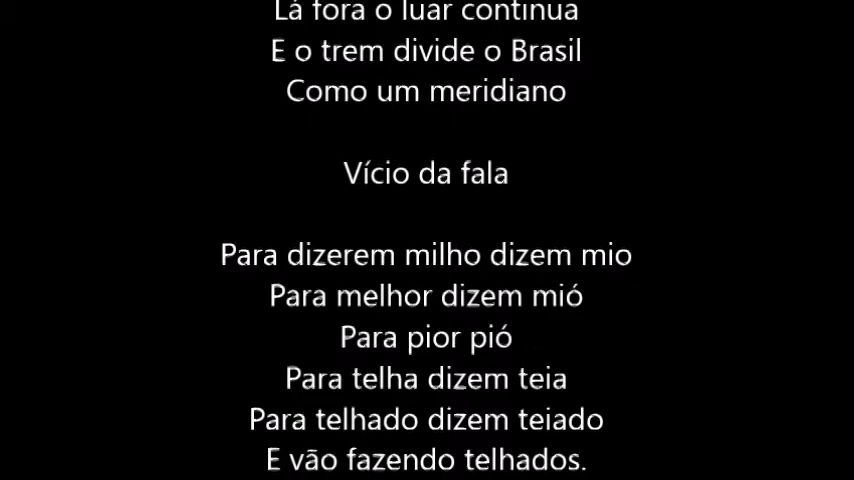 Lá fora o luar continua
E o trem divide o Brasil
Como um meridiano
Vício da fala
Para dizerem milho dizem mio
Para melhor dizem mió
Para pior pió
Para telha dizem teia
Para telhado dizem teiado
E vão fazendo telhados.